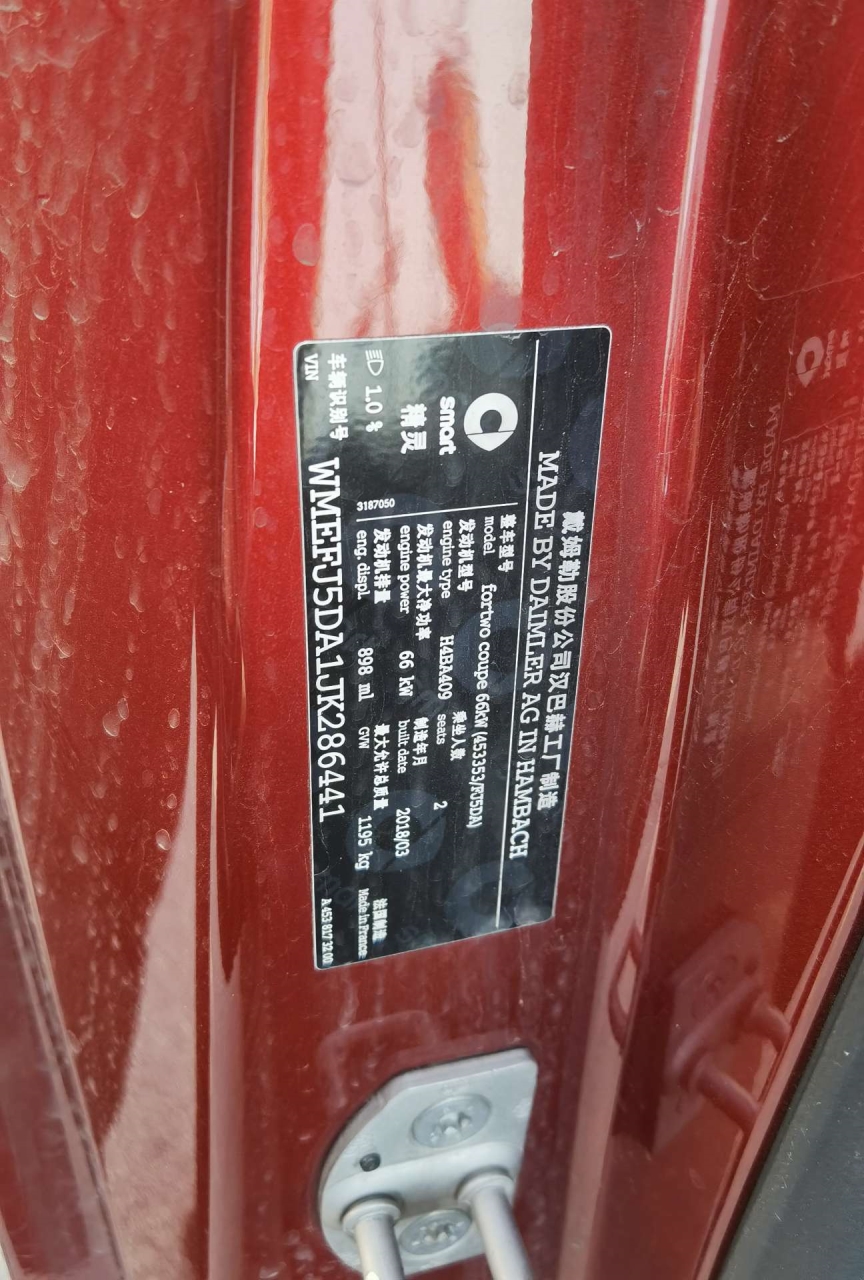 戴姆勒股份公司汉巴赫工厂制造
MADE BY DAIMLER AG IN HAMBACH
smart
精灵
1.0 %
3187050
整车型号
model fortwo coupe 66kW (453353/FJ5DA)
发动机型号 乘坐人数
engine type H4BA409 seats 2
发动机最大净功率 制造年月
engine power 66 kW built date 2018/03
发动机排量 最大允许总质量
eng. displ. 898 ml GVW 1195 kg
法国制造
Made in France
车辆识别号
VIN WMEFJ5DA1JK286441
A 453 817 32 00